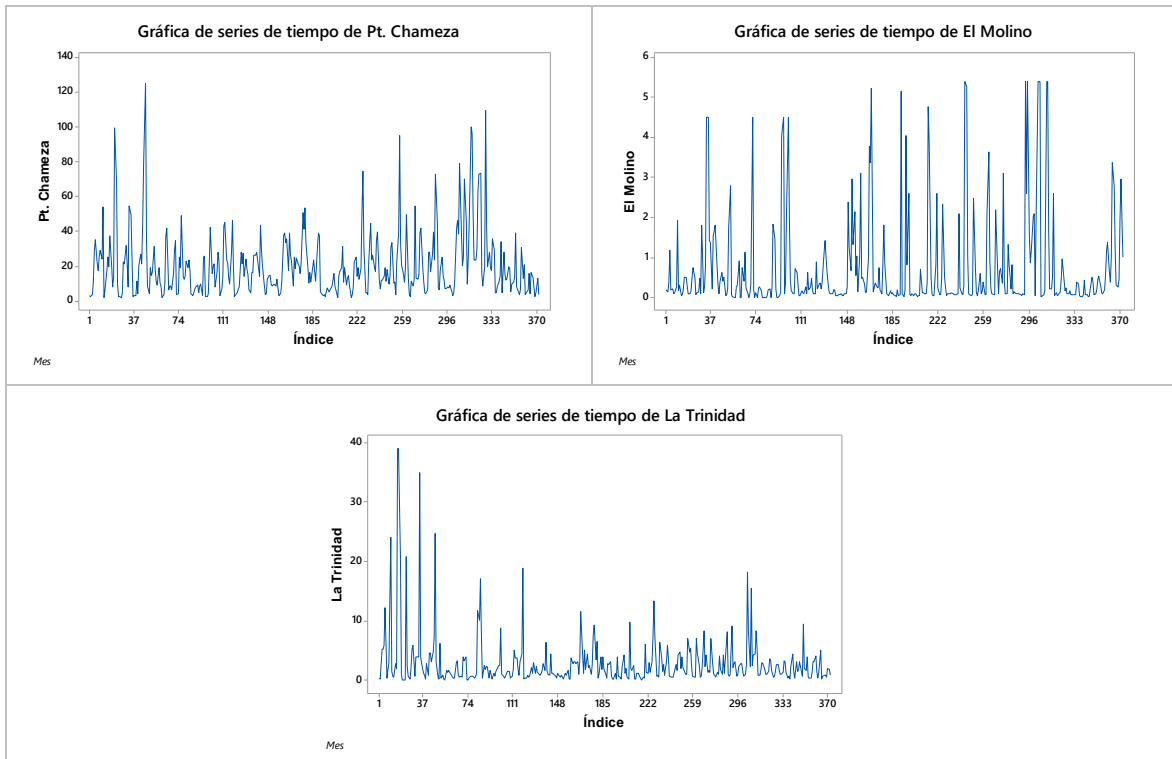 Gráfica de series de tiempo de Pt. Chameza
140
120
100
80
60
40
20
0
Pt. Chameza
1 37 74 111 148 185 222 259 296 333 370
Índice
Mes
Gráfica de series de tiempo de El Molino
6
5
4
3
2
1
0
El Molino
1 37 74 111 148 185 222 259 296 333 370
Índice
Mes
Gráfica de series de tiempo de La Trinidad
40
30
20
10
0
La Trinidad
1 37 74 111 148 185 222 259 296 333 370
Índice
Mes